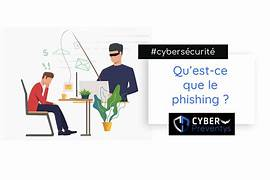 #cybersécurité
Qu'est-ce
que le
phishing ?
CYBER
Preventys